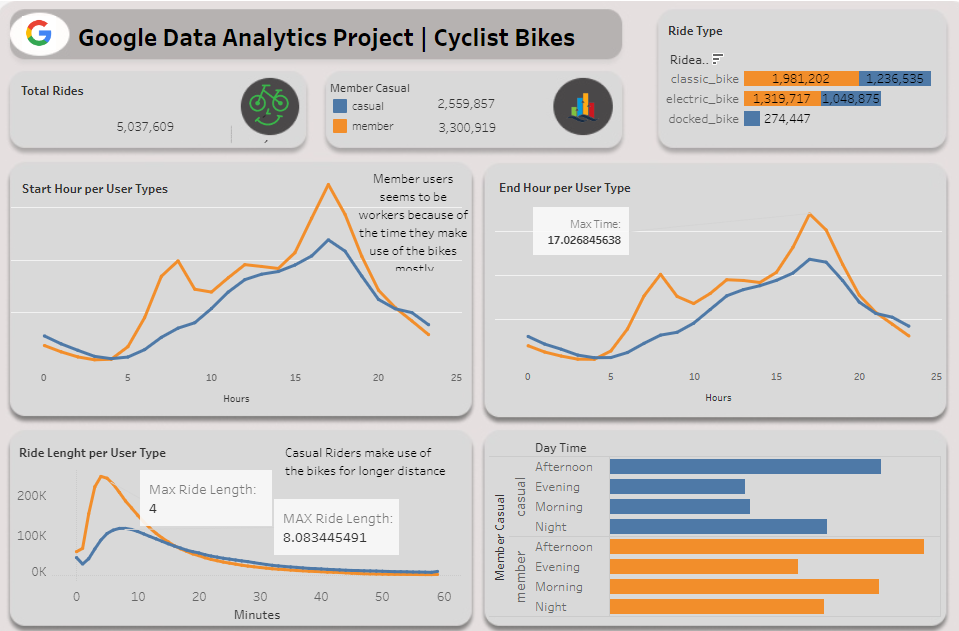 Google Data Analytics Project | Cyclist Bikes
Total Rides
5,037,609
Member Casual
casual 2,559,857
member 3,300,919
Ride Type
Ridea..
classic_bike 1,981,202 1,236,535
electric_bike 1,319,717 1,048,875
docked_bike 274,447
Start Hour per User Types
Member users
seems to be
workers because of
the time they make
use of the bikes
mostly
0 5 10 15 20 25
Hours
End Hour per User Type
Max Time:
17.026845638
0 5 10 15 20 25
Hours
Ride Lenght per User Type
Casual Riders make use of
the bikes for longer distance
Max Ride Length:
4
MAX Ride Length:
8.083445491
200K
100K
0K
0 10 20 30 40 50 60
Minutes
Day Time
Member Casual
casual
Afternoon
Evening
Morning
Night
member
Afternoon
Evening
Morning
Night